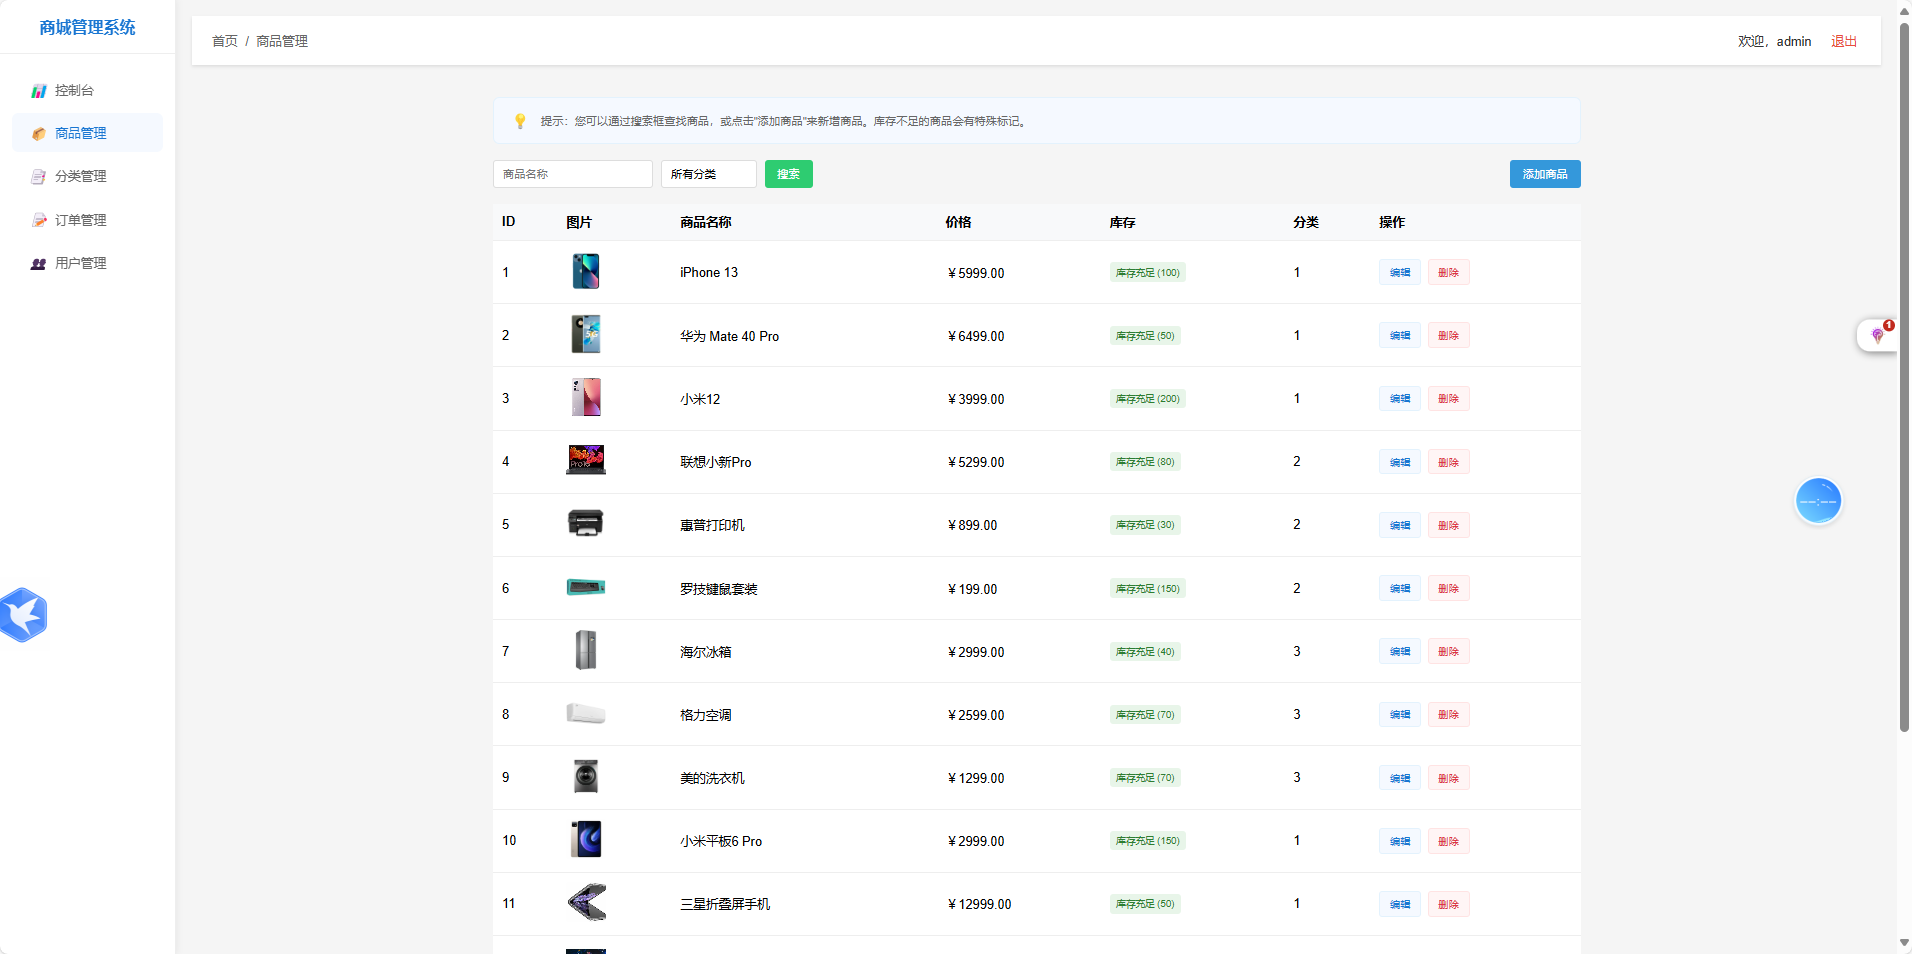 商城管理系统
控制台
商品管理
分类管理
订单管理
用户管理
首页 / 商品管理
欢迎，admin 退出
提示：您可以通过搜索框查找商品，或点击"添加商品"来新增商品。库存不足的商品会有特殊标记。
商品名称 所有分类 搜索 添加商品
ID 图片 商品名称 价格 库存 分类 操作
1 iPhone 13 ¥5999.00 库存充足 (100) 1 编辑 删除
2 华为 Mate 40 Pro ¥6499.00 库存充足 (50) 1 编辑 删除
3 小米12 ¥3999.00 库存充足 (200) 1 编辑 删除
4 联想小新Pro ¥5299.00 库存充足 (80) 2 编辑 删除
5 惠普打印机 ¥899.00 库存充足 (30) 2 编辑 删除
6 罗技键鼠套装 ¥199.00 库存充足 (150) 2 编辑 删除
7 海尔冰箱 ¥2999.00 库存充足 (40) 3 编辑 删除
8 格力空调 ¥2599.00 库存充足 (70) 3 编辑 删除
9 美的洗衣机 ¥1299.00 库存充足 (70) 3 编辑 删除
10 小米平板6 Pro ¥2999.00 库存充足 (150) 1 编辑 删除
11 三星折叠屏手机 ¥12999.00 库存充足 (50) 1 编辑 删除
1